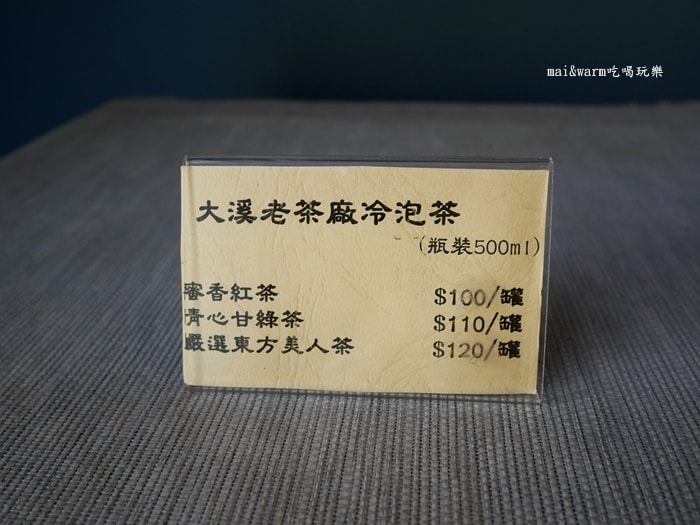 mai&warm吃喝玩樂
大溪老茶廠冷泡茶
(瓶裝500ml)
蜜香紅茶 $100/罐
青心甘綠茶 $110/罐
嚴選東方美人茶 $120/罐